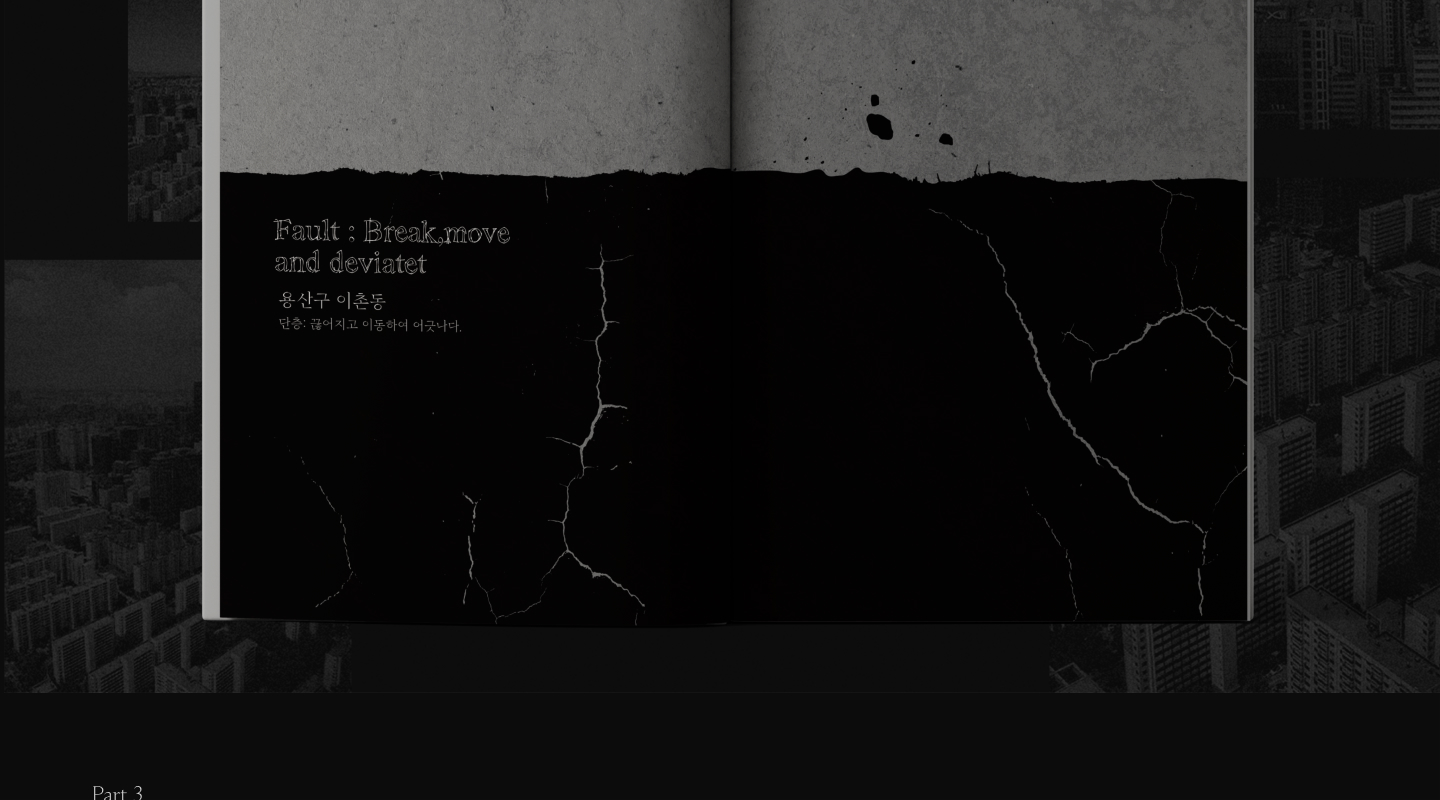 Fault : Break,move
and deviatet
용산구 이촌동
단층: 끊어지고 이동하여 어긋나다.
Part 3